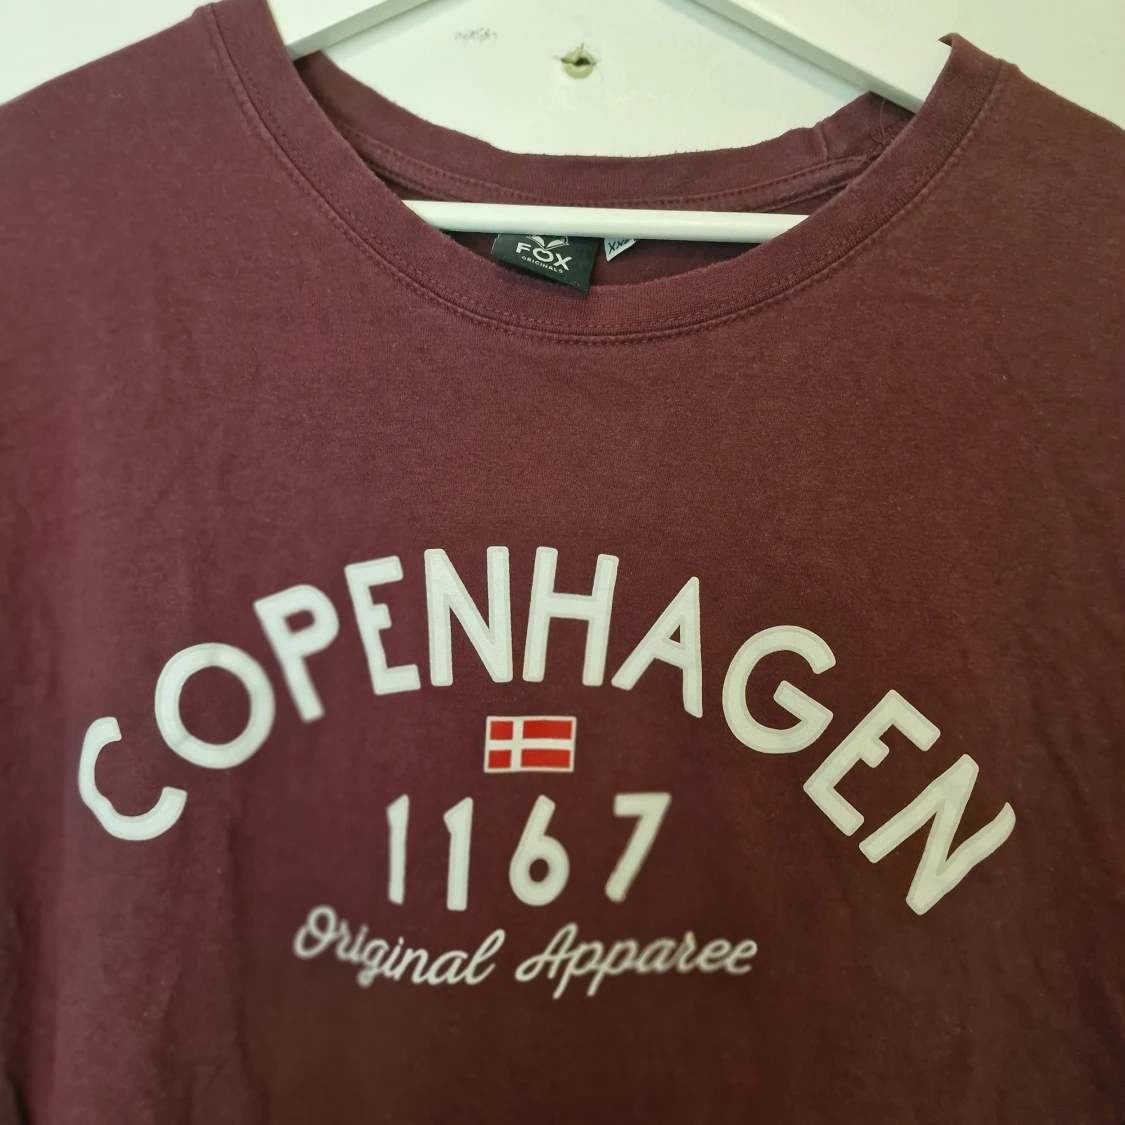 FOX
ORIGINALS
COPENHAGEN
1167
Original Apparee